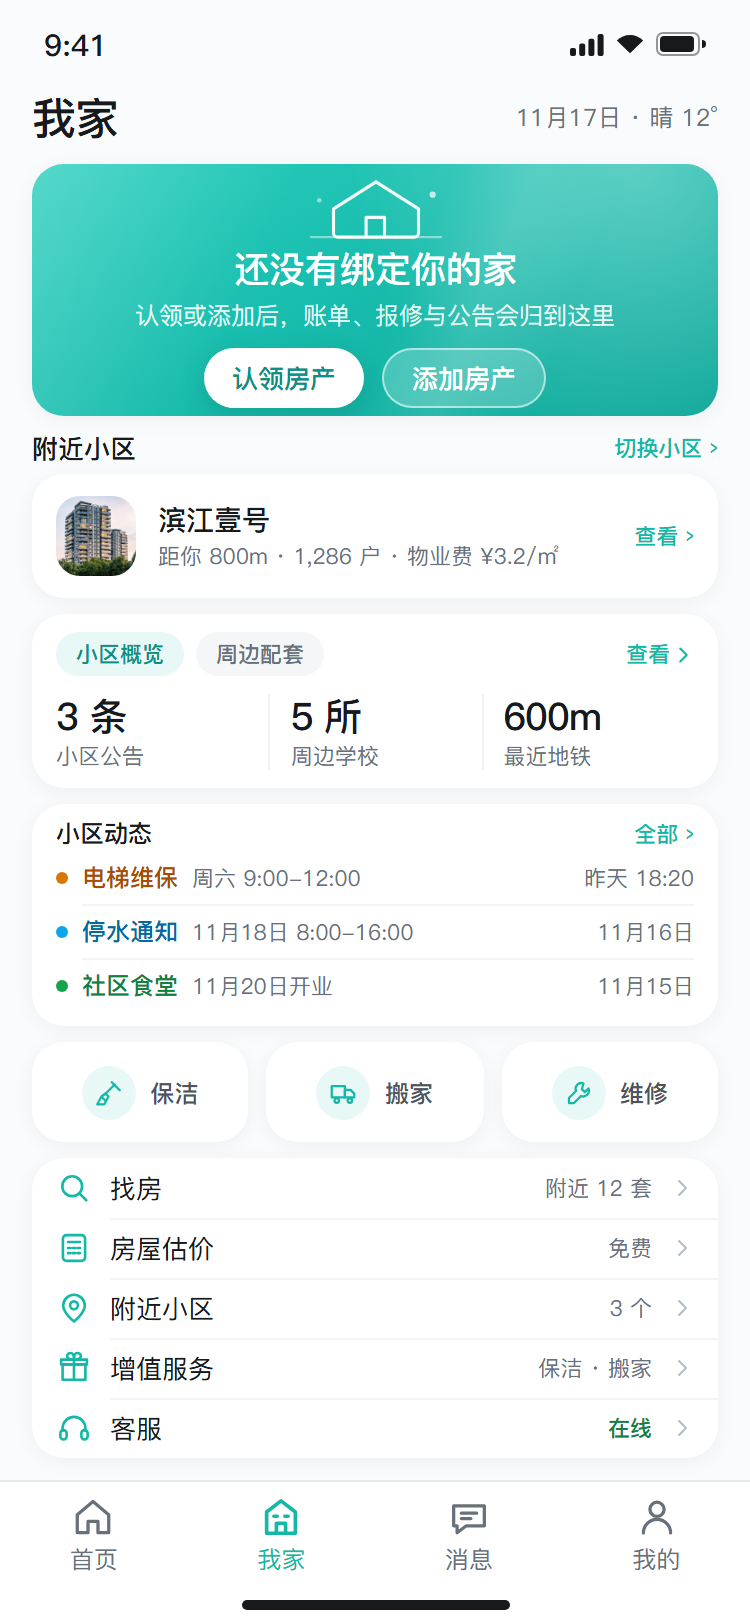 9:41
我家
11月17日 · 晴 12°
还没有绑定你的家
认领或添加后，账单、报修与公告会归到这里
认领房产
添加房产
附近小区
切换小区 ›
滨江壹号
距你 800m · 1,286 户 · 物业费 ¥3.2/㎡
查看 ›
小区概览
周边配套
查看 ›
3 条
小区公告
5 所
周边学校
600m
最近地铁
小区动态
全部 ›
电梯维保 周六 9:00–12:00 昨天 18:20
停水通知 11月18日 8:00–16:00 11月16日
社区食堂 11月20日开业 11月15日
保洁
搬家
维修
找房 附近 12 套
房屋估价 免费
附近小区 3 个
增值服务 保洁 · 搬家
客服 在线
首页
我家
消息
我的